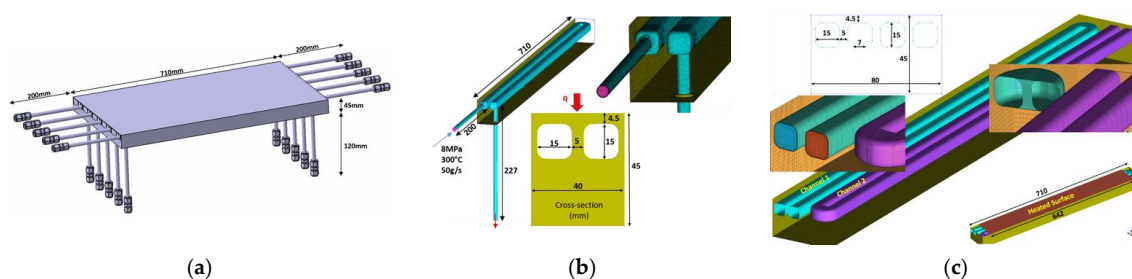 200mm
710mm
200mm
45mm
120mm
(a)
710
200
8MPa
300°C
50g/s
227
q
4.5
15
5
15
45
40
Cross-section
(mm)
(b)
4.5
15
5
7
15
45
80
Channel 1
Channel 2
710
Heated Surface
642
(c)